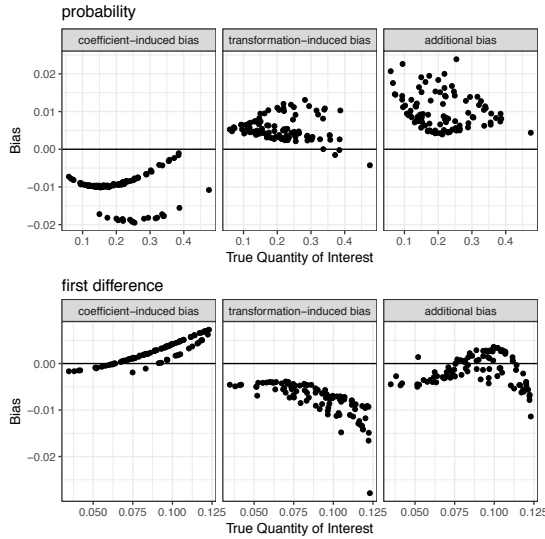 probability
coefficient−induced bias transformation−induced bias additional bias
0.02
0.01
0.00
−0.01
−0.02
Bias
0.1 0.2 0.3 0.4 0.1 0.2 0.3 0.4 0.1 0.2 0.3 0.4
True Quantity of Interest
first difference
coefficient−induced bias transformation−induced bias additional bias
0.00
−0.01
−0.02
Bias
0.050 0.075 0.100 0.125 0.050 0.075 0.100 0.125 0.050 0.075 0.100 0.125
True Quantity of Interest